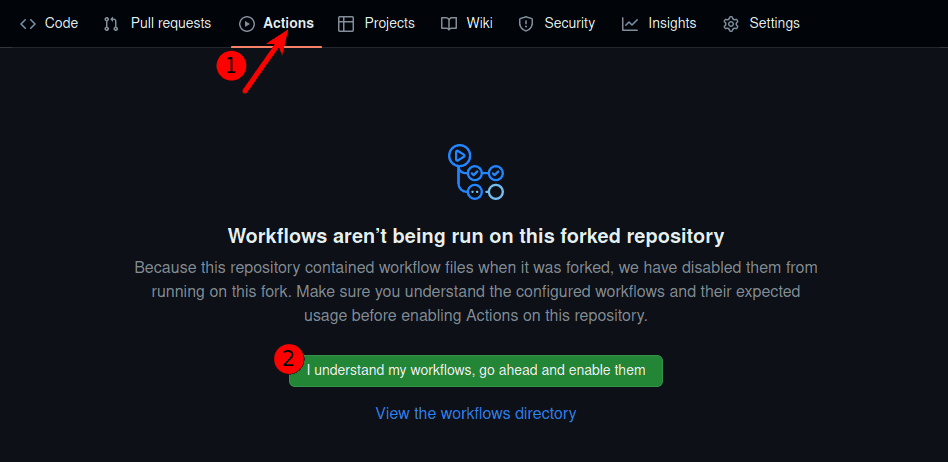 Code Pull requests Actions Projects Wiki Security Insights Settings
1
Workflows aren’t being run on this forked repository
Because this repository contained workflow files when it was forked, we have disabled them from
running on this fork. Make sure you understand the configured workflows and their expected
usage before enabling Actions on this repository.
2 I understand my workflows, go ahead and enable them
View the workflows directory